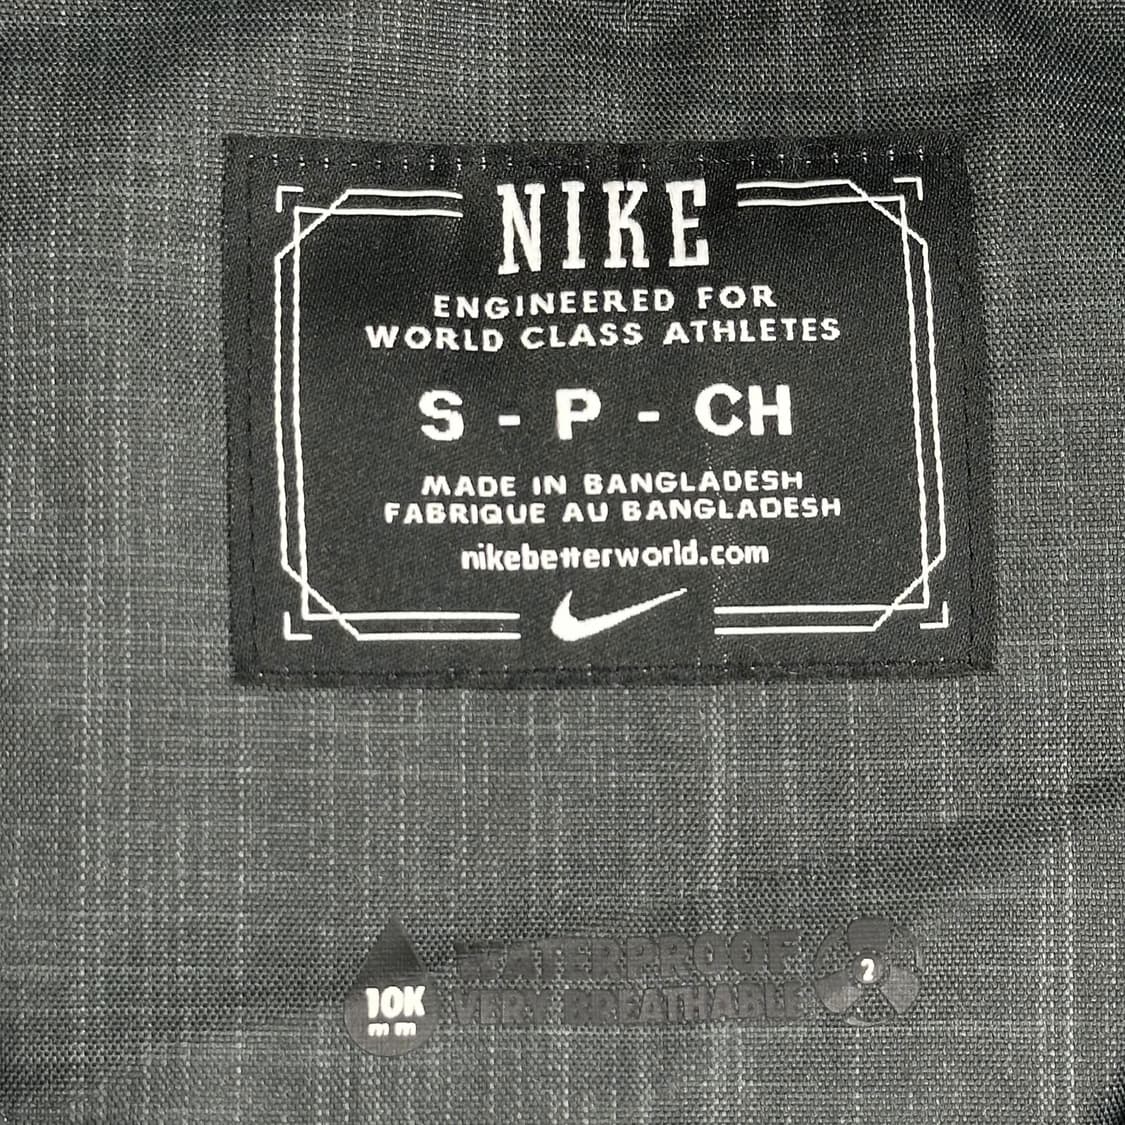 NIKE
ENGINEERED FOR
WORLD CLASS ATHLETES
S - P - CH
MADE IN BANGLADESH
FABRIQUE AU BANGLADESH
nikebetterworld.com
WATERPROOF
VERY BREATHABLE
10K
mm
2